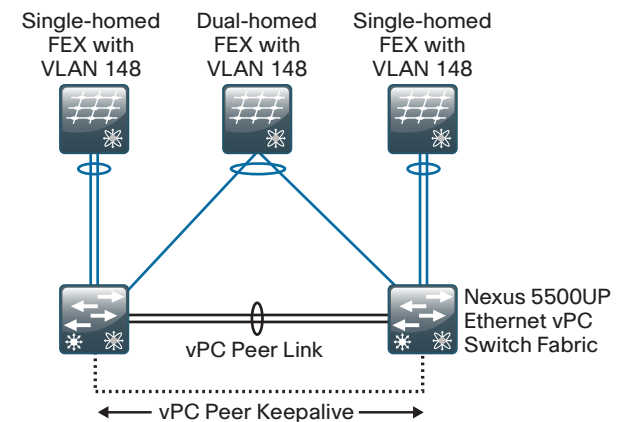 Single-homed
FEX with
VLAN 148
Dual-homed
FEX with
VLAN 148
Single-homed
FEX with
VLAN 148
Nexus 5500UP
Ethernet vPC
Switch Fabric
vPC Peer Link
vPC Peer Keepalive